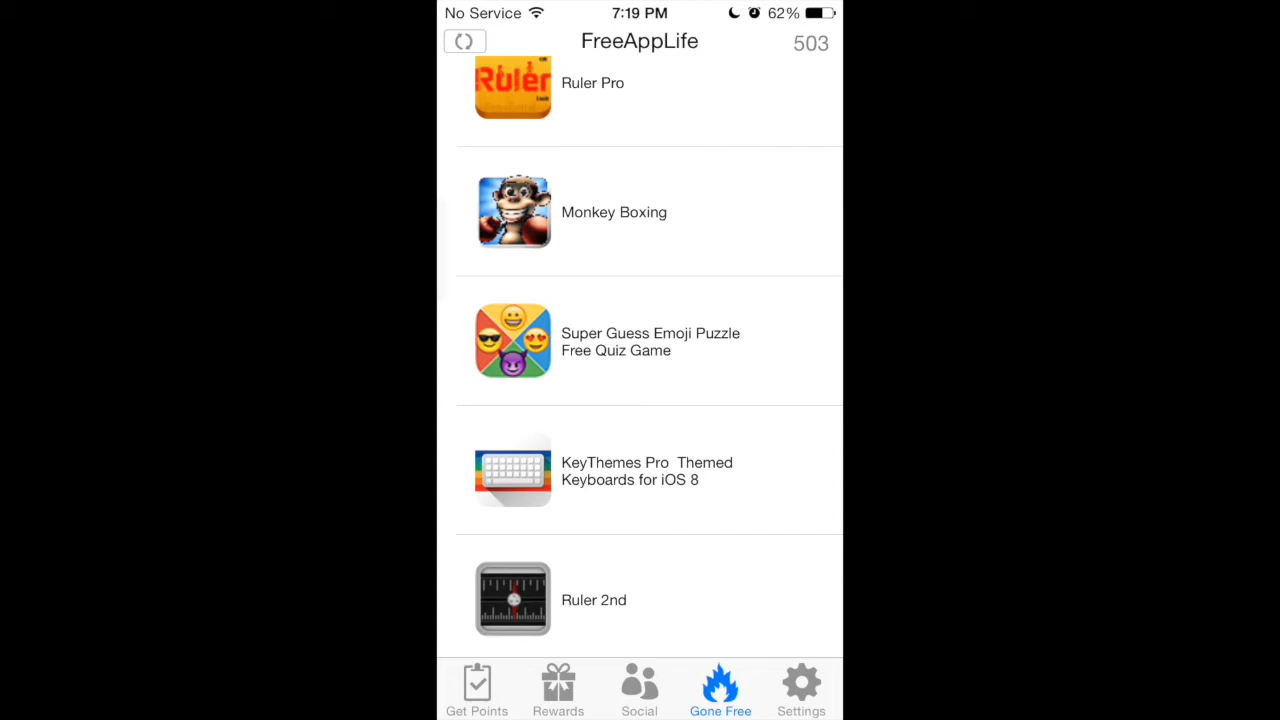 No Service 7:19 PM 62%
FreeAppLife 503
Ruler
Ruler Pro
Monkey Boxing
Super Guess Emoji Puzzle
Free Quiz Game
KeyThemes Pro  Themed
Keyboards for iOS 8
Ruler 2nd
Get Points Rewards Social Gone Free Settings